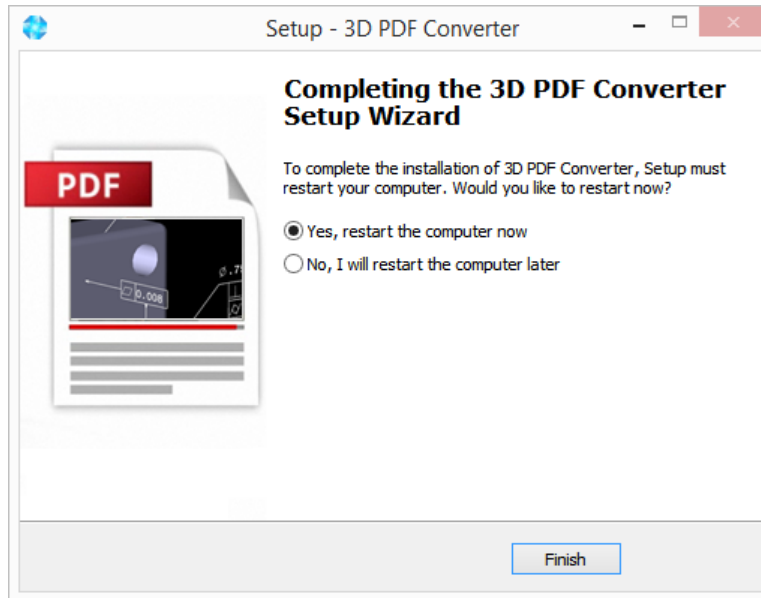 Setup - 3D PDF Converter
Completing the 3D PDF Converter
Setup Wizard
To complete the installation of 3D PDF Converter, Setup must
restart your computer. Would you like to restart now?
Yes, restart the computer now
No, I will restart the computer later
PDF
0.008
Finish